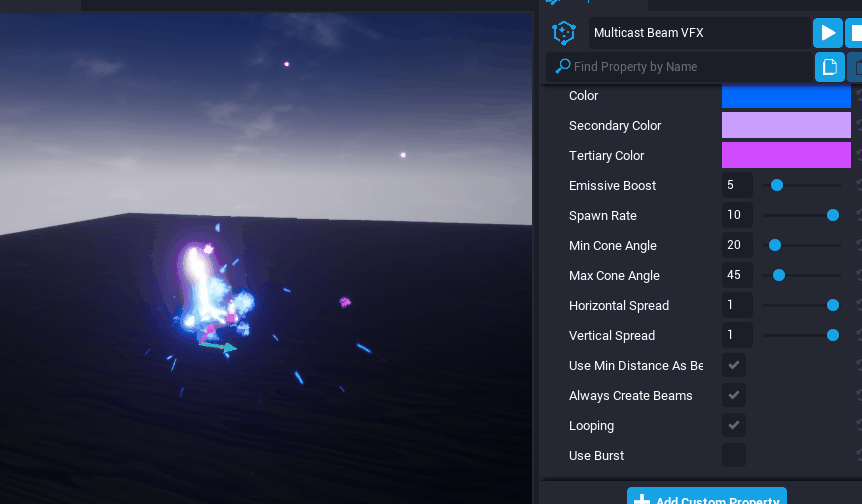 Multicast Beam VFX
Find Property by Name
Color
Secondary Color
Tertiary Color
Emissive Boost 5
Spawn Rate 10
Min Cone Angle 20
Max Cone Angle 45
Horizontal Spread 1
Vertical Spread 1
Use Min Distance As Be
Always Create Beams
Looping
Use Burst
Add Custom Property